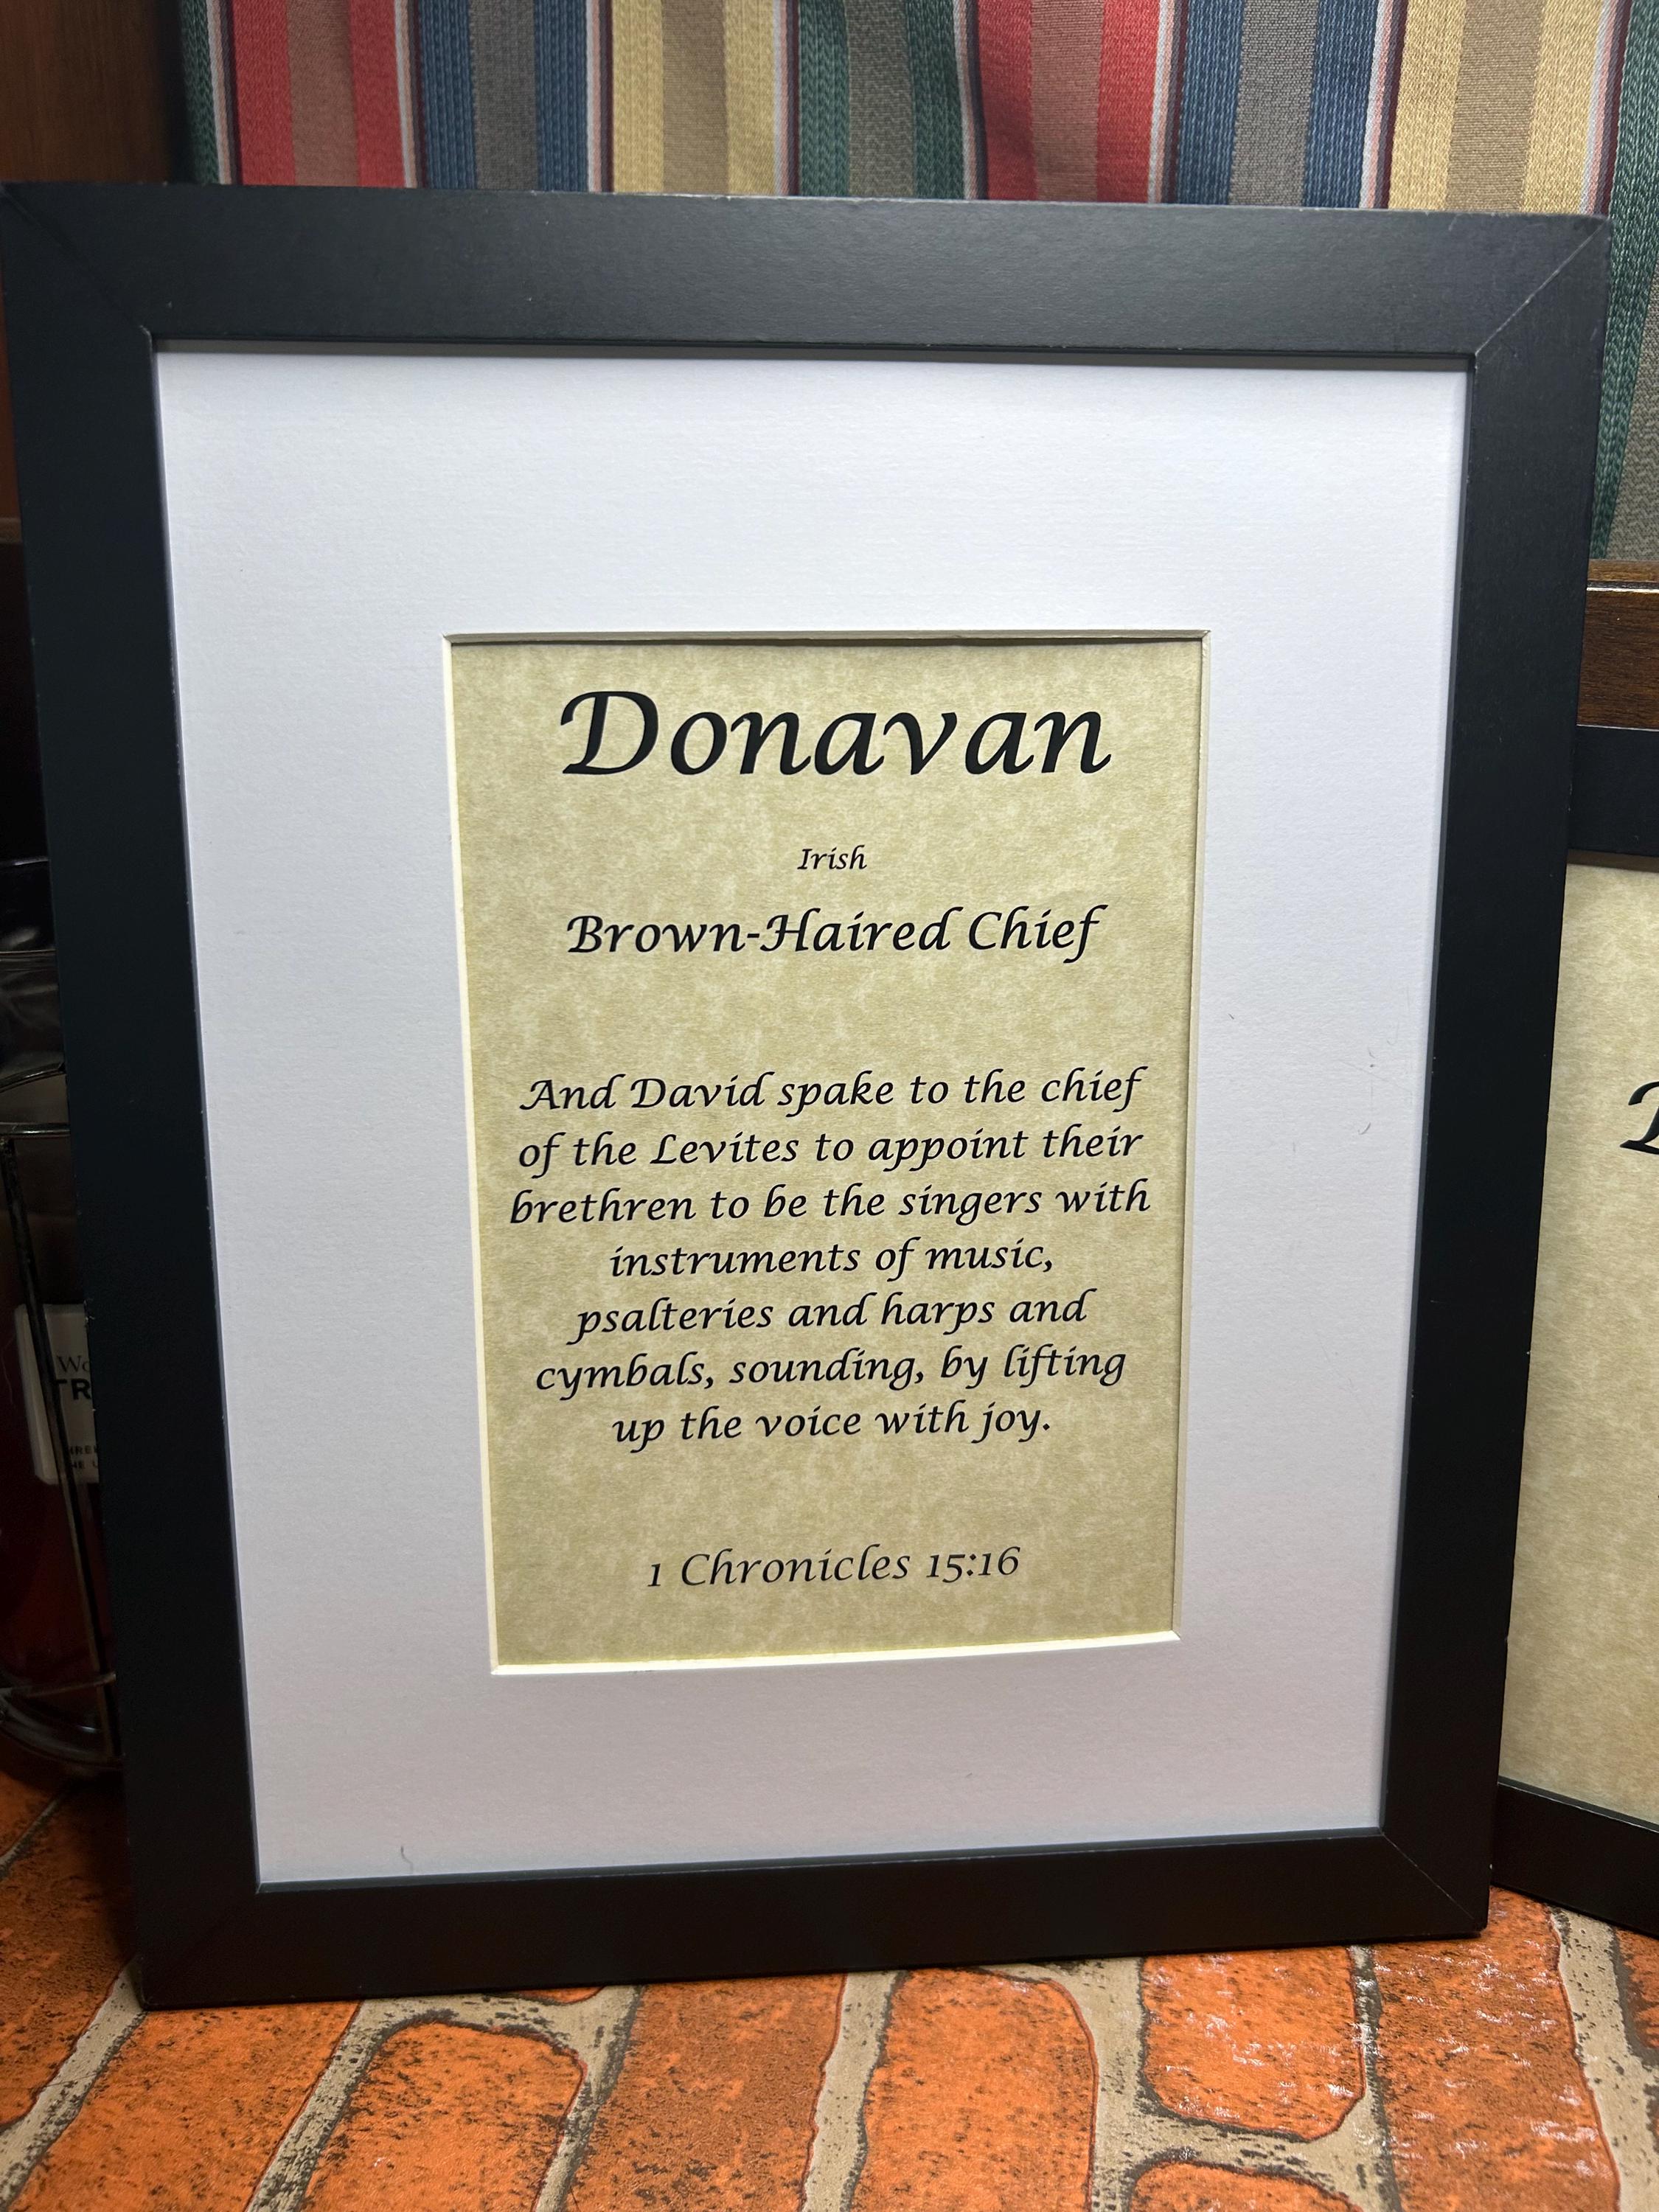 Donavan
Irish
Brown-Haired Chief
And David spake to the chief
of the Levites to appoint their
brethren to be the singers with
instruments of music,
psalteries and harps and
cymbals, sounding, by lifting
up the voice with joy.
1 Chronicles 15:16